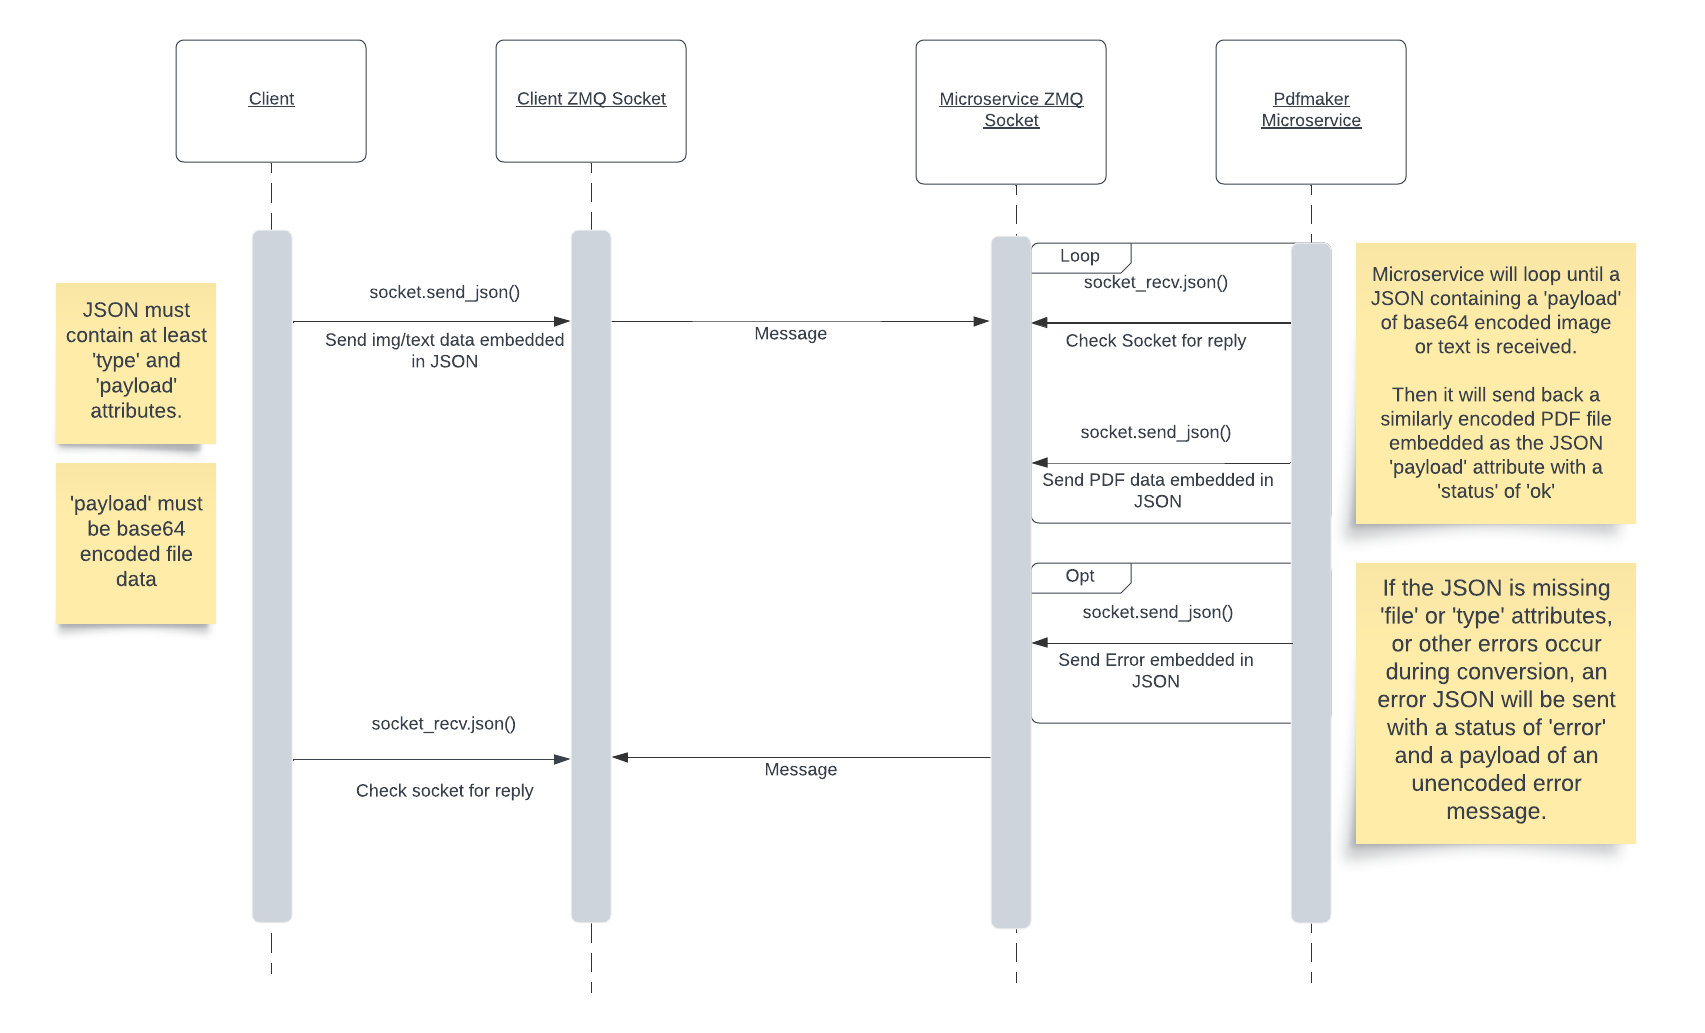 Client
Client ZMQ Socket
Microservice ZMQ
Socket
Pdfmaker
Microservice
JSON must
contain at least
'type' and
'payload'
attributes.
'payload' must
be base64
encoded file
data
socket.send_json()
Send img/text data embedded
in JSON
Message
Loop
socket_recv.json()
Check Socket for reply
socket.send_json()
Send PDF data embedded in
JSON
Microservice will loop until a
JSON containing a 'payload'
of base64 encoded image
or text is received.
Then it will send back a
similarly encoded PDF file
embedded as the JSON
'payload' attribute with a
'status' of 'ok'
Opt
socket.send_json()
Send Error embedded in
JSON
If the JSON is missing
'file' or 'type' attributes,
or other errors occur
during conversion, an
error JSON will be sent
with a status of 'error'
and a payload of an
unencoded error
message.
socket_recv.json()
Check socket for reply
Message